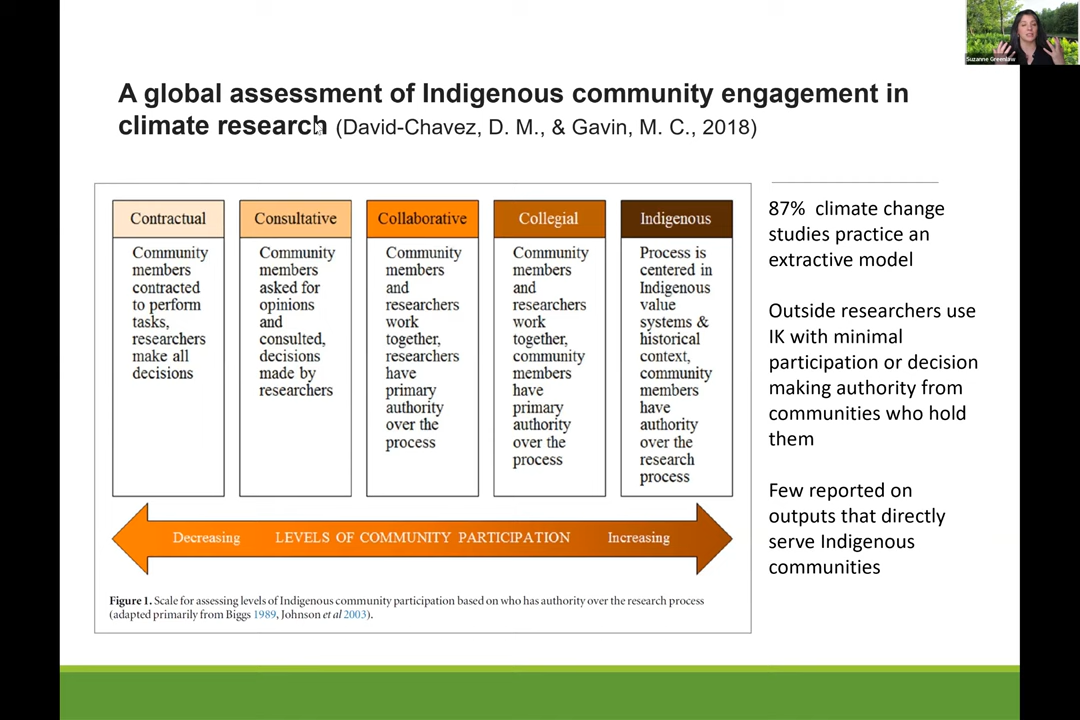 Suzanne Greenlaw
A global assessment of Indigenous community engagement in
climate research (David-Chavez, D. M., & Gavin, M. C., 2018)
Contractual
Community
members
contracted
to perform
tasks,
researchers
make all
decisions
Consultative
Community
members
asked for
opinions
and
consulted,
decisions
made by
researchers
Collaborative
Community
members
and
researchers
work
together,
researchers
have
primary
authority
over the
process
Collegial
Community
members
and
researchers
work
together,
community
members
have
primary
authority
over the
process
Indigenous
Process is
centered in
Indigenous
value
systems &
historical
context,
community
members
have
authority
over the
research
process
Decreasing LEVELS OF COMMUNITY PARTICIPATION Increasing
Figure 1. Scale for assessing levels of Indigenous community participation based on who has authority over the research process
(adapted primarily from Biggs 1989, Johnson et al 2003).
87% climate change
studies practice an
extractive model
Outside researchers use
IK with minimal
participation or decision
making authority from
communities who hold
them
Few reported on
outputs that directly
serve Indigenous
communities